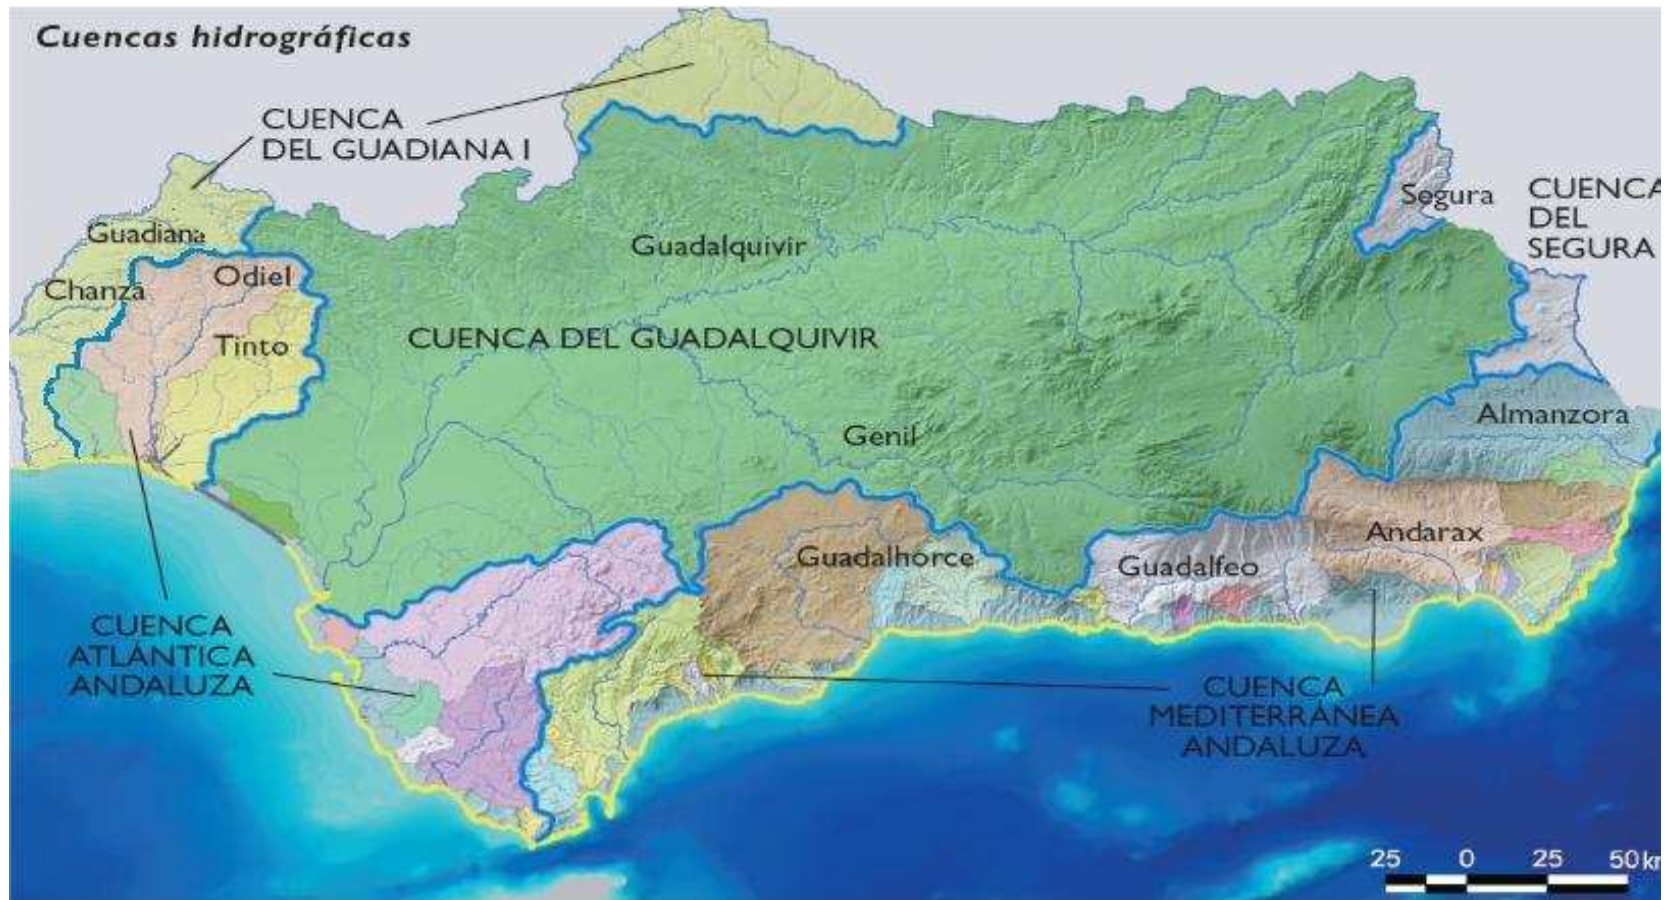 Cuencas hidrográficas
CUENCA
DEL GUADIANA I
Guadiana
Chanza
Odiel
Tinto
Guadalquivir
CUENCA DEL GUADALQUIVIR
Genil
Segura
CUENCA
DEL
SEGURA
Almanzora
Andarax
Guadalfeo
Guadalhorce
CUENCA
ATLÁNTICA
ANDALUZA
CUENCA
MEDITERRÁNEA
ANDALUZA
25 0 25 50 km